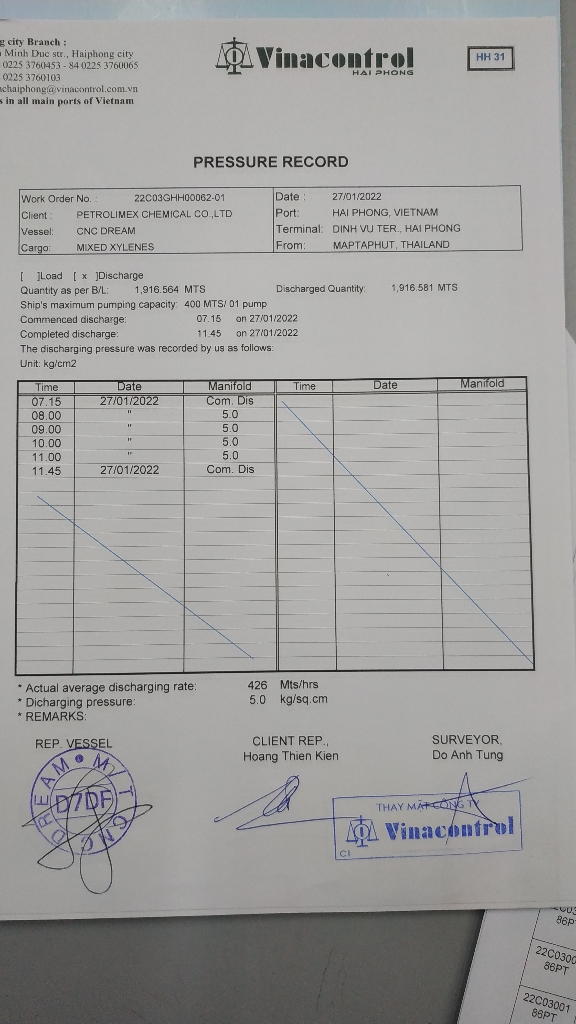 g city Branch :
Minh Duc str., Haiphong city
0225 3760453 - 84 0225 3760065
0225 3760103
chaiphong@vinacontrol.com.vn
s in all main ports of Vietnam
Vinacontrol
HAI PHONG
HH 31
PRESSURE RECORD
Work Order No. : 22C03GHH00062-01 Date : 27/01/2022
Client : PETROLIMEX CHEMICAL CO.,LTD Port: HAI PHONG, VIETNAM
Vessel: CNC DREAM Terminal: DINH VU TER., HAI PHONG
Cargo: MIXED XYLENES From: MAPTAPHUT, THAILAND
[ ]Load [ x ]Discharge
Quantity as per B/L: 1,916.564 MTS Discharged Quantity: 1,916.581 MTS
Ship's maximum pumping capacity: 400 MTS/ 01 pump
Commenced discharge: 07.15 on 27/01/2022
Completed discharge: 11.45 on 27/01/2022
The discharging pressure was recorded by us as follows:
Unit: kg/cm2
Time Date Manifold Time Date Manifold
07.15 27/01/2022 Com. Dis
08.00 " 5.0
09.00 " 5.0
10.00 " 5.0
11.00 " 5.0
11.45 27/01/2022 Com. Dis
* Actual average discharging rate: 426 Mts/hrs
* Dicharging pressure: 5.0 kg/sq.cm
* REMARKS:
REP. VESSEL CLIENT REP., SURVEYOR,
Hoang Thien Kien Do Anh Tung
M/T CNC DREAM
D7DF
THAY MẶT CÔNG TY
Vinacontrol
CI
86P
22C0300
86PT
22C03001
86PT